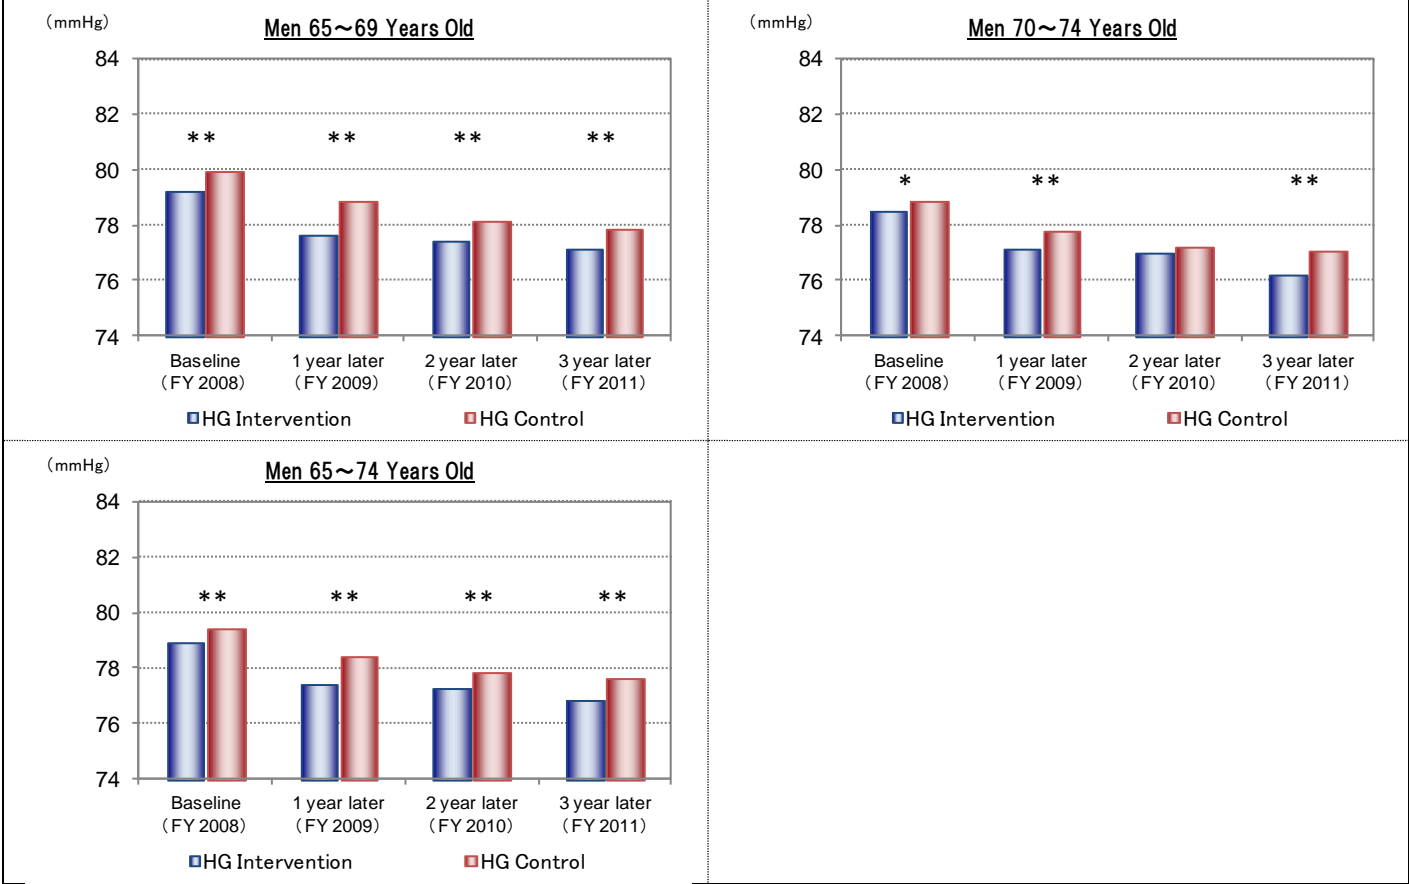 （mmHg）
Men 65～69 Years Old
84
82
80
78
76
74
** ** ** **
Baseline 1 year later 2 year later 3 year later
（FY 2008） （FY 2009） （FY 2010） （FY 2011）
HG Intervention HG Control
（mmHg）
Men 70～74 Years Old
84
82
80
78
76
74
* ** **
Baseline 1 year later 2 year later 3 year later
（FY 2008） （FY 2009） （FY 2010） （FY 2011）
HG Intervention HG Control
（mmHg）
Men 65～74 Years Old
84
82
80
78
76
74
** ** ** **
Baseline 1 year later 2 year later 3 year later
（FY 2008） （FY 2009） （FY 2010） （FY 2011）
HG Intervention HG Control